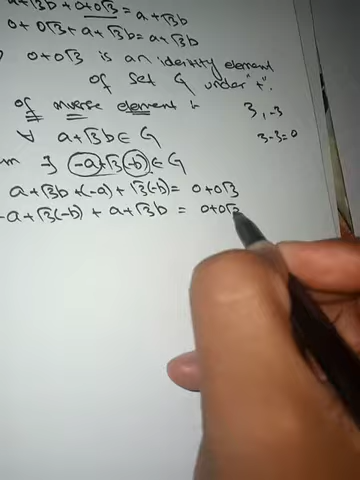 a+√3b + a+0√3 = a+√3b
0+0√3 + a+√3b = a+√3b
0+0√3 is an identity element
of set G under "+".
of inverse element is
3, -3
∀ a+√3b ∈ G
3-3=0
∃ -a+√3(-b) ∈ G
a+√3b+(-a)+√3(-b) = 0+0√3
-a+√3(-b) + a+√3b = 0+0√3